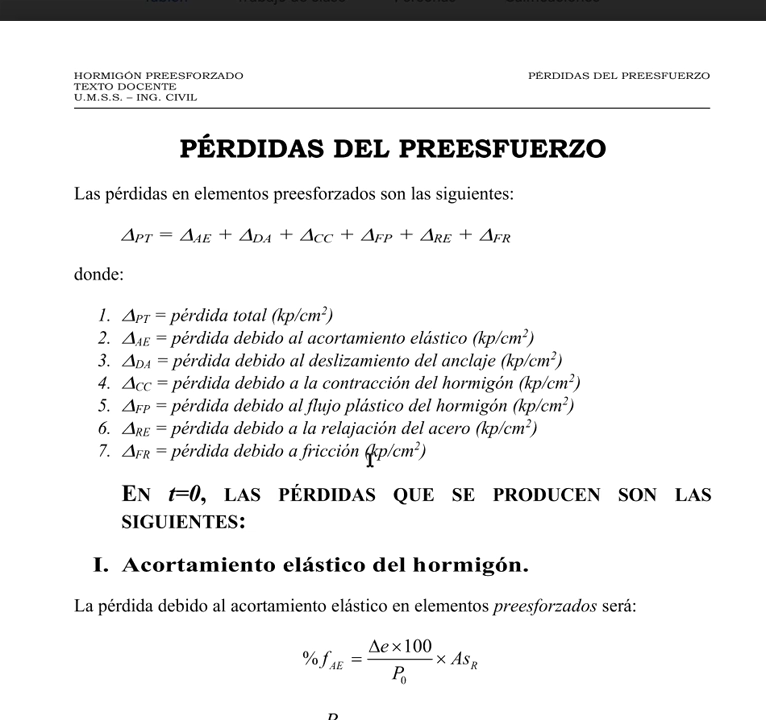 HORMIGÓN PREESFORZADO
PÉRDIDAS DEL PREESFUERZO
TEXTO DOCENTE
U.M.S.S. – ING. CIVIL
PÉRDIDAS DEL PREESFUERZO
Las pérdidas en elementos preesforzados son las siguientes:
Δ_PT = Δ_AE + Δ_DA + Δ_CC + Δ_FP + Δ_RE + Δ_FR
donde:
1. Δ_PT = pérdida total (kp/cm²)
2. Δ_AE = pérdida debido al acortamiento elástico (kp/cm²)
3. Δ_DA = pérdida debido al deslizamiento del anclaje (kp/cm²)
4. Δ_CC = pérdida debido a la contracción del hormigón (kp/cm²)
5. Δ_FP = pérdida debido al flujo plástico del hormigón (kp/cm²)
6. Δ_RE = pérdida debido a la relajación del acero (kp/cm²)
7. Δ_FR = pérdida debido a fricción (kp/cm²)
EN t=0, LAS PÉRDIDAS QUE SE PRODUCEN SON LAS
SIGUIENTES:
I. Acortamiento elástico del hormigón.
La pérdida debido al acortamiento elástico en elementos preesforzados será:
%f_AE = Δe×100 / P_0 × As_R